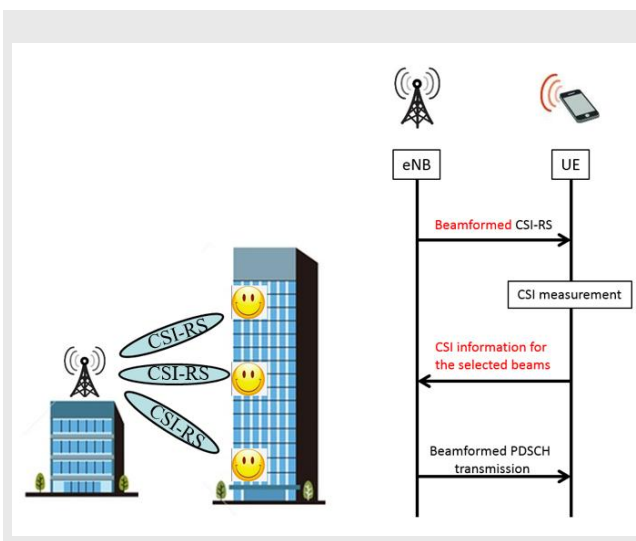 CSI-RS
CSI-RS
CSI-RS
eNB
UE
Beamformed CSI-RS
CSI measurement
CSI information for
the selected beams
Beamformed PDSCH
transmission